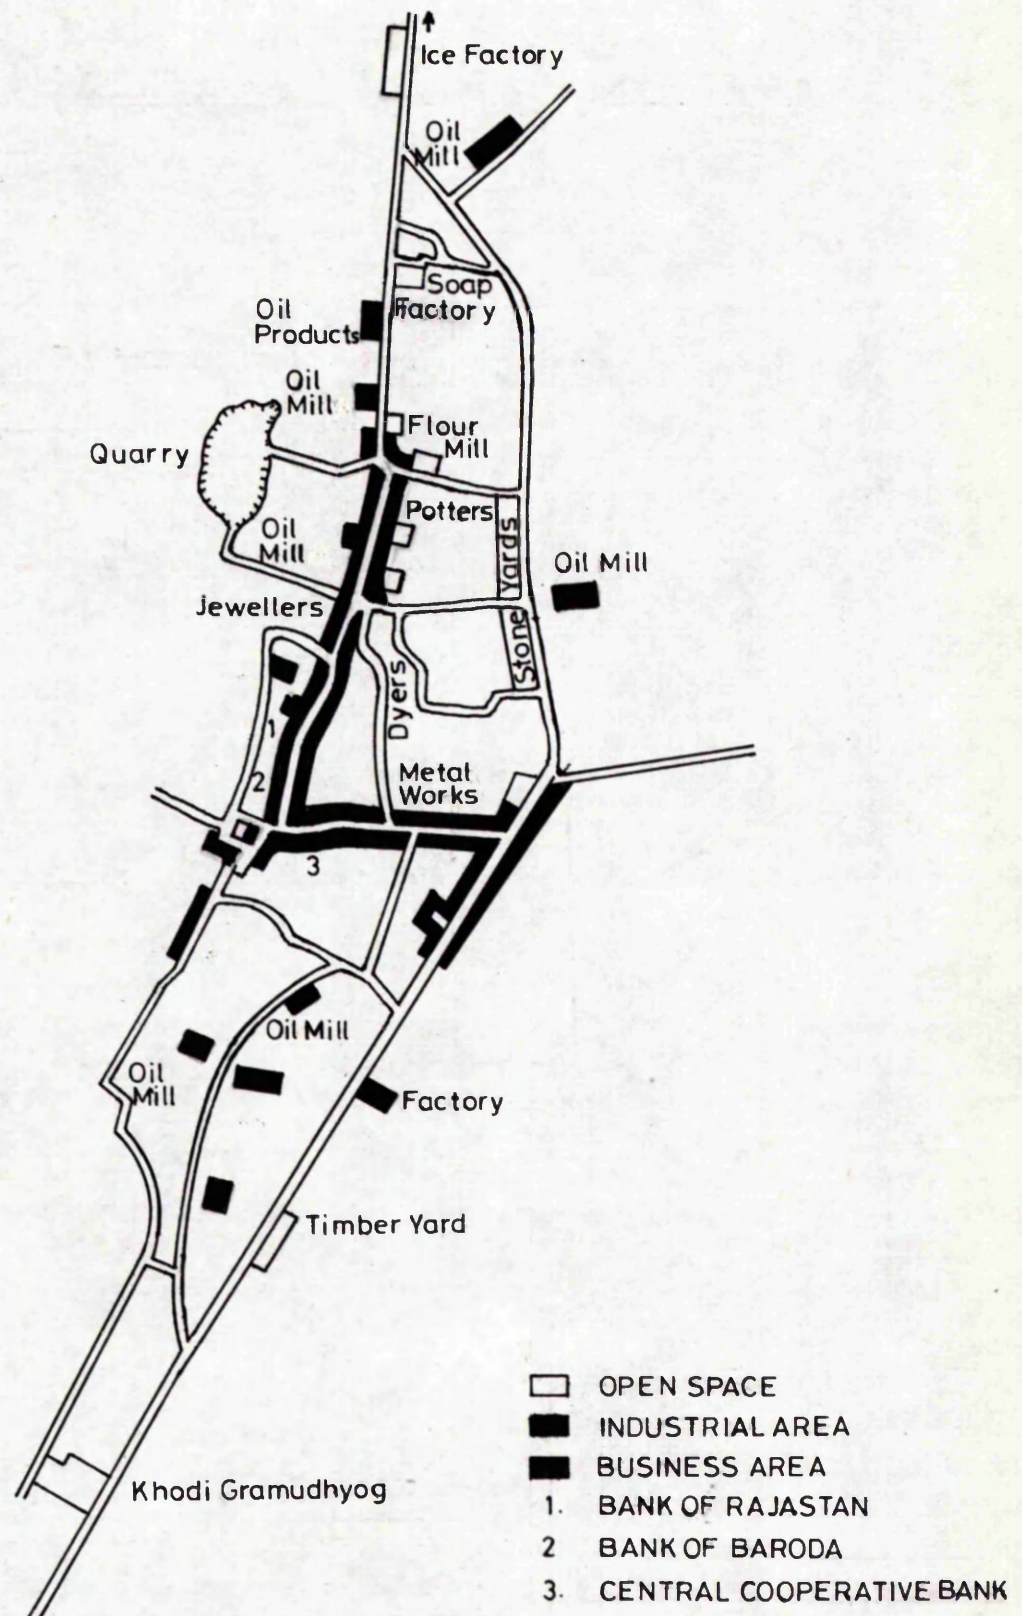 Ice Factory
Oil
Mill
Soap
Factory
Oil
Products
Oil
Mill
Flour
Mill
Quarry
Potters
Oil
Mill
Yards
Oil Mill
Jewellers
Stone
Dyers
1
Metal
Works
2
3
Oil Mill
Oil
Mill
Factory
Timber Yard
Khodi Gramudhyog
OPEN SPACE
INDUSTRIAL AREA
BUSINESS AREA
1. BANK OF RAJASTAN
2 BANK OF BARODA
3. CENTRAL COOPERATIVE BANK